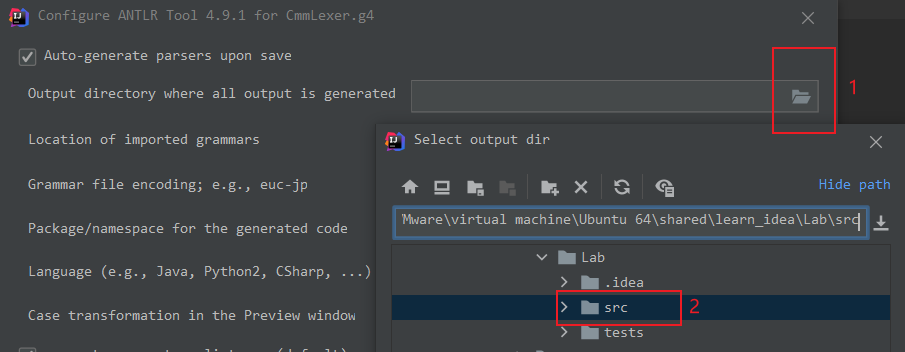 Configure ANTLR Tool 4.9.1 for CmmLexer.g4
Auto-generate parsers upon save
Output directory where all output is generated
1
Location of imported grammars
Select output dir
Grammar file encoding; e.g., euc-jp
Hide path
Package/namespace for the generated code
Mware\virtual machine\Ubuntu 64\shared\learn_idea\Lab\src
Language (e.g., Java, Python2, CSharp, ...)
Lab
.idea
Case transformation in the Preview window
src
2
tests